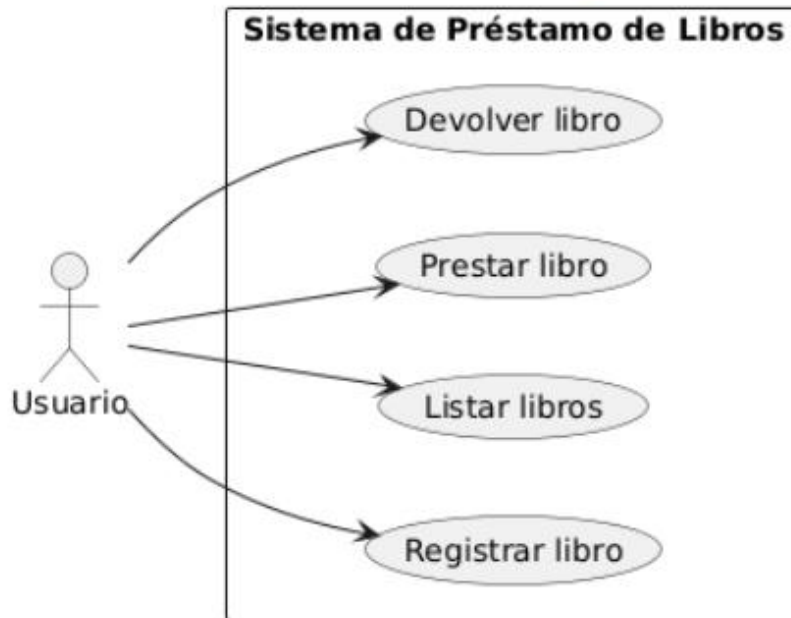 Sistema de Préstamo de Libros
Devolver libro
Prestar libro
Usuario
Listar libros
Registrar libro